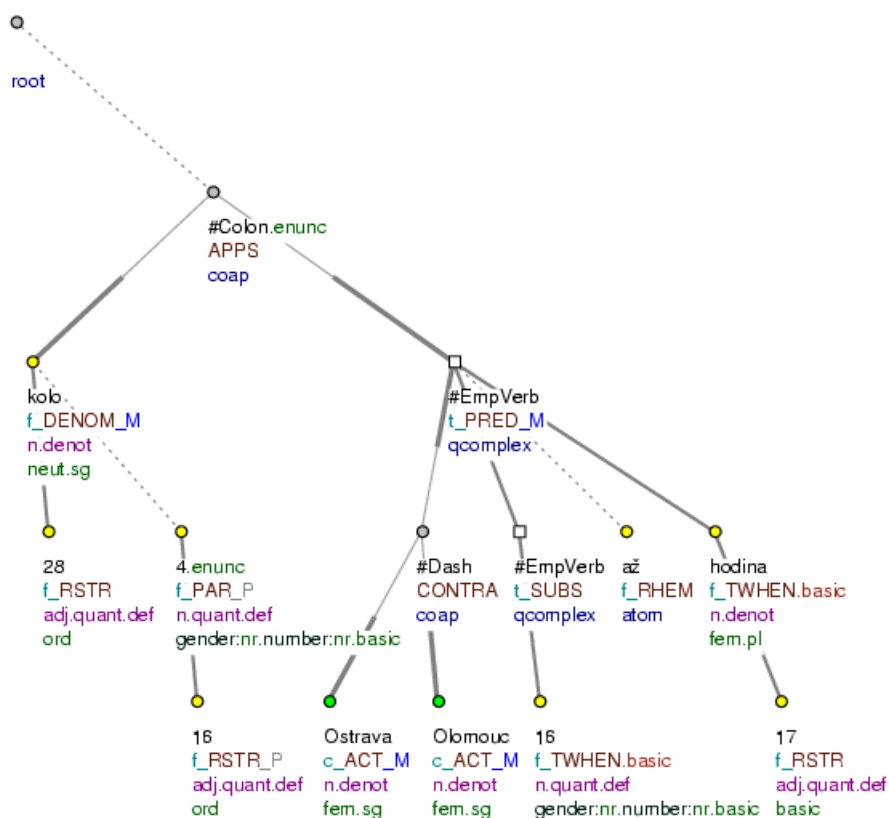 root
#Colon.enunc
APPS
coap
kolo
f_DENOM_M
n.denot
neut.sg
#EmpVerb
t_PRED_M
qcomplex
28
f_RSTR
adj.quant.def
ord
4.enunc
f_PAR_P
n.quant.def
gender:nr.number:nr.basic
#Dash
CONTRA
coap
#EmpVerb
t_SUBS
qcomplex
až
f_RHEM
atom
hodina
f_TWHEN.basic
n.denot
fem.pl
16
f_RSTR_P
adj.quant.def
ord
Ostrava
c_ACT_M
n.denot
fem.sg
Olomouc
c_ACT_M
n.denot
fem.sg
16
f_TWHEN.basic
n.quant.def
gender:nr.number:nr.basic
17
f_RSTR
adj.quant.def
basic